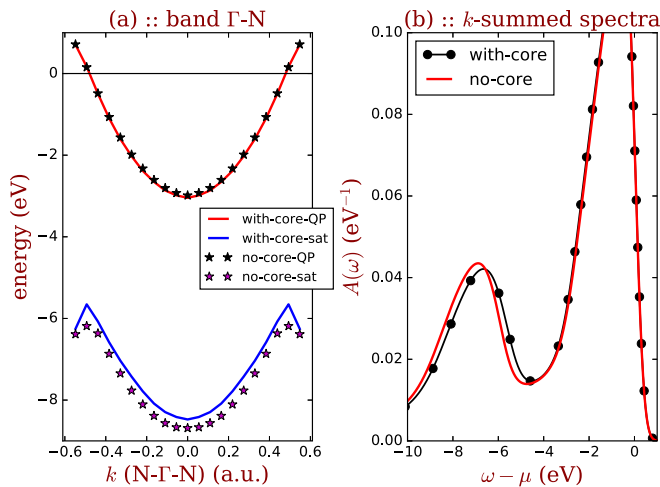 (a) :: band Γ-N
energy (eV)
0
−2
−4
−6
−8
−0.6 −0.4 −0.2 0.0 0.2 0.4 0.6
k (N-Γ-N) (a.u.)
with-core-QP
with-core-sat
no-core-QP
no-core-sat
(b) :: k-summed spectra
A(ω) (eV⁻¹)
0.10
0.08
0.06
0.04
0.02
0.00
−10 −8 −6 −4 −2 0
ω − μ (eV)
with-core
no-core